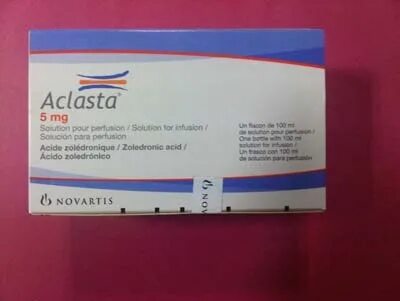 Aclasta
5 mg
Solution pour perfusion / Solution for infusion /
Solución para perfusión
Acide zolédronique / Zoledronic acid /
Ácido zoledrónico
Un flacon de 100 ml
de solution pour perfusion /
One bottle with 100 ml
solution for infusion /
Un frasco con 100 ml
de solución para perfusión
NOVARTIS
NOV